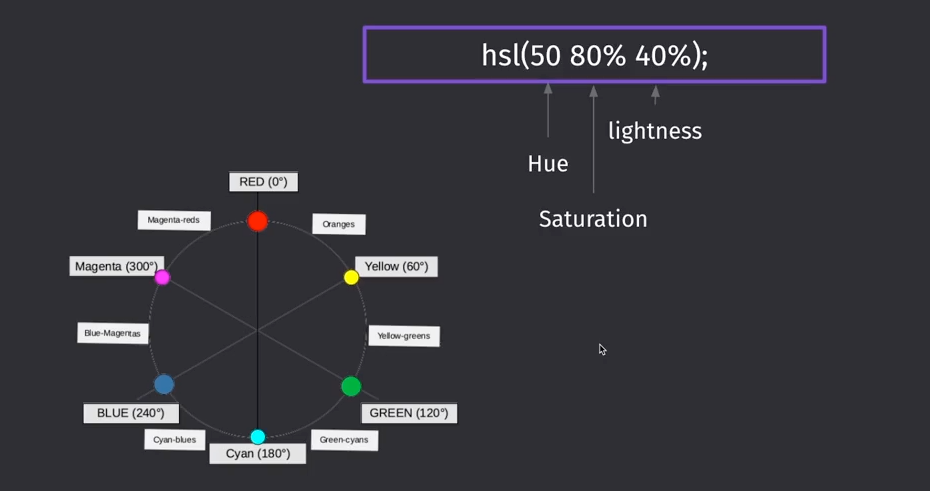 hsl(50 80% 40%);
lightness
Hue
Saturation
RED (0°)
Magenta-reds
Oranges
Magenta (300°)
Yellow (60°)
Blue-Magentas
Yellow-greens
BLUE (240°)
GREEN (120°)
Cyan-blues
Green-cyans
Cyan (180°)